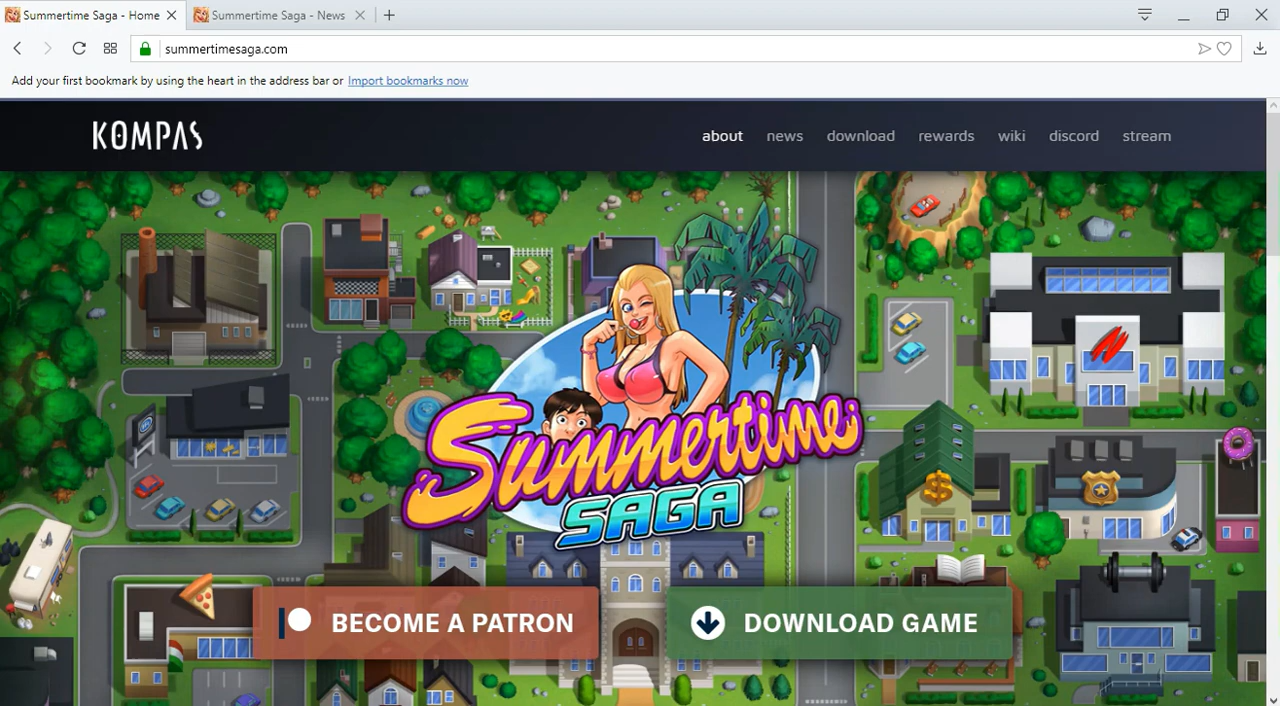 Summertime Saga - Home
Summertime Saga - News
summertimesaga.com
Add your first bookmark by using the heart in the address bar or Import bookmarks now
KOMPAS
about news download rewards wiki discord stream
Summertime
SAGA
BECOME A PATRON
DOWNLOAD GAME